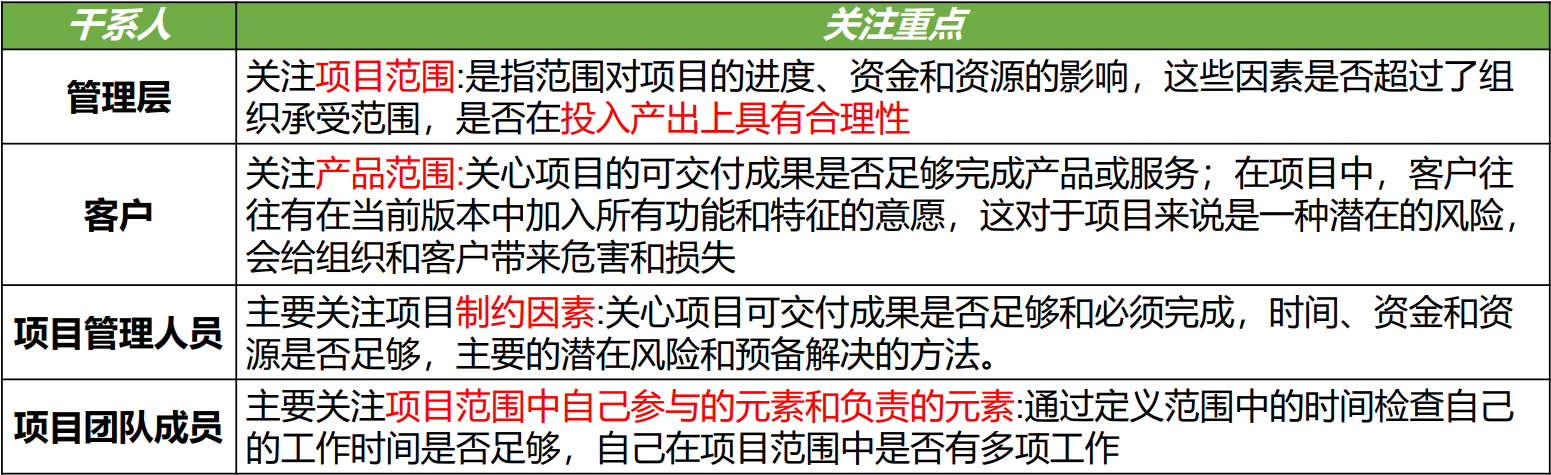 干系人 关注重点
管理层
关注项目范围:是指范围对项目的进度、资金和资源的影响，这些因素是否超过了组
织承受范围，是否在投入产出上具有合理性
客户
关注产品范围:关心项目的可交付成果是否足够完成产品或服务；在项目中，客户往
往有在当前版本中加入所有功能和特征的意愿，这对于项目来说是一种潜在的风险，
会给组织和客户带来危害和损失
项目管理人员
主要关注项目制约因素:关心项目可交付成果是否足够和必须完成，时间、资金和资
源是否足够，主要的潜在风险和预备解决的方法。
项目团队成员
主要关注项目范围中自己参与的元素和负责的元素:通过定义范围中的时间检查自己
的工作时间是否足够，自己在项目范围中是否有多项工作